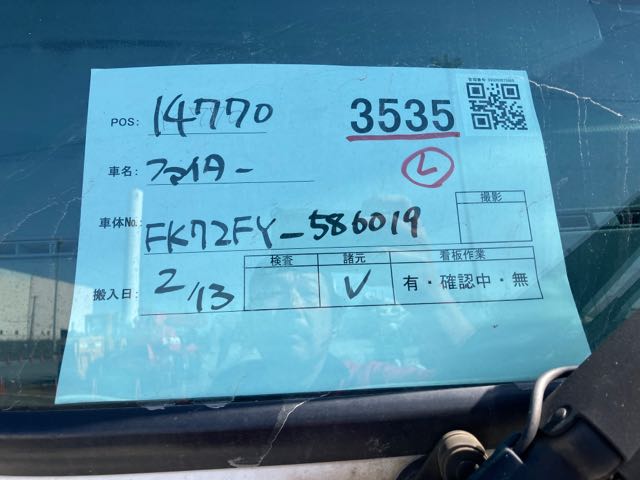 POS: 14770 3535
車名: ファイター L
車体No. FK72FY-586019 撮影
搬入日: 2/13 検査 諸元 看板作業
V 有・確認中・無